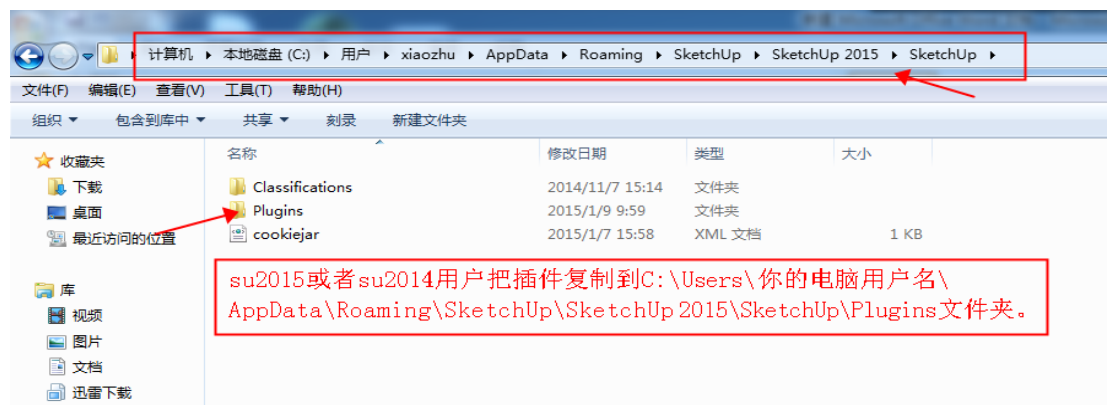 计算机 ▸ 本地磁盘 (C:) ▸ 用户 ▸ xiaozhu ▸ AppData ▸ Roaming ▸ SketchUp ▸ SketchUp 2015 ▸ SketchUp ▸
文件(F) 编辑(E) 查看(V) 工具(T) 帮助(H)
组织 ▼ 包含到库中 ▼ 共享 ▼ 刻录 新建文件夹
名称 修改日期 类型 大小
收藏夹
下载
桌面
最近访问的位置
库
视频
图片
文档
迅雷下载
Classifications 2014/11/7 15:14 文件夹
Plugins 2015/1/9 9:59 文件夹
cookiejar 2015/1/7 15:58 XML 文档 1 KB
su2015或者su2014用户把插件复制到C:\Users\你的电脑用户名\
AppData\Roaming\SketchUp\SketchUp 2015\SketchUp\Plugins文件夹。